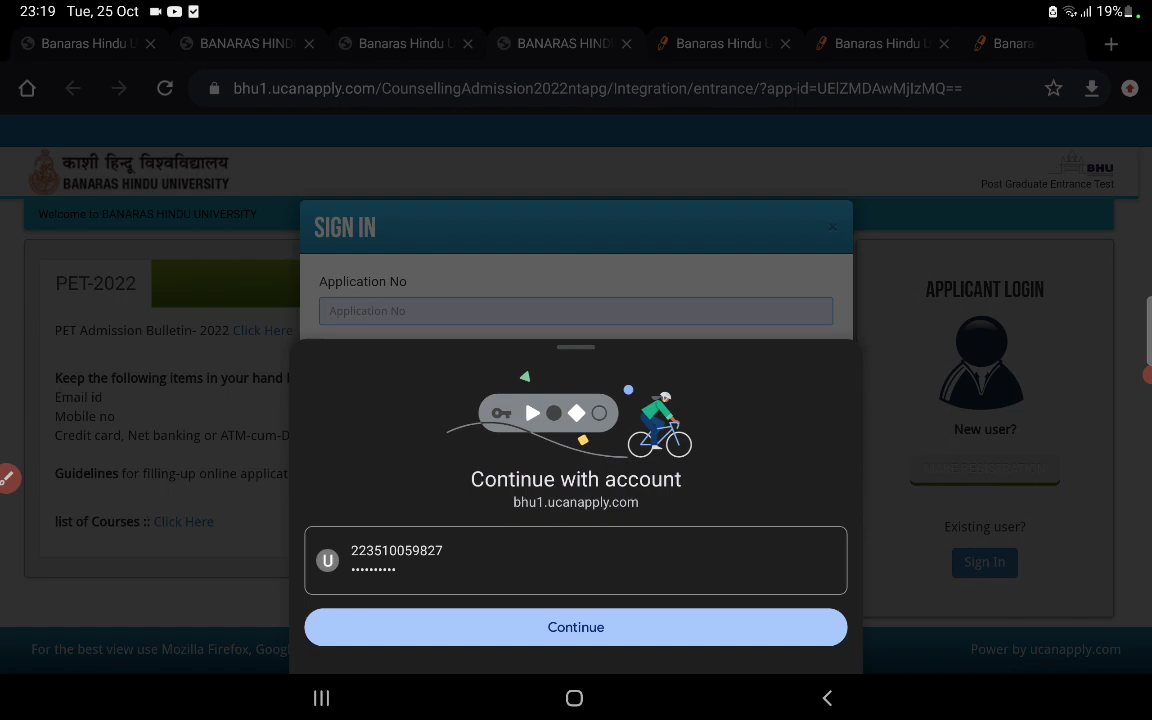 23:19 Tue, 25 Oct
19%
Banaras Hindu U
BANARAS HIND
Banaras Hindu U
BANARAS HIND
Banaras Hindu U
Banaras Hindu U
Banara
bhu1.ucanapply.com/CounsellingAdmission2022ntapg/Integration/entrance/?app-id=UElZMDAwMjIzMQ==
काशी हिन्दू विश्वविद्यालय
BANARAS HINDU UNIVERSITY
BHU
Post Graduate Entrance Test
Welcome to BANARAS HINDU UNIVERSITY
SIGN IN
×
Application No
Application No
PET-2022
PET Admission Bulletin- 2022 Click Here
Keep the following items in your hand
Email id
Mobile no
Credit card, Net banking or ATM-cum-D
Guidelines for filling-up online applicat
list of Courses :: Click Here
APPLICANT LOGIN
New user?
MAKE REGISTRATION
Existing user?
Sign In
Continue with account
bhu1.ucanapply.com
U
223510059827
••••••••••
Continue
For the best view use Mozilla Firefox, Goog
Power by ucanapply.com